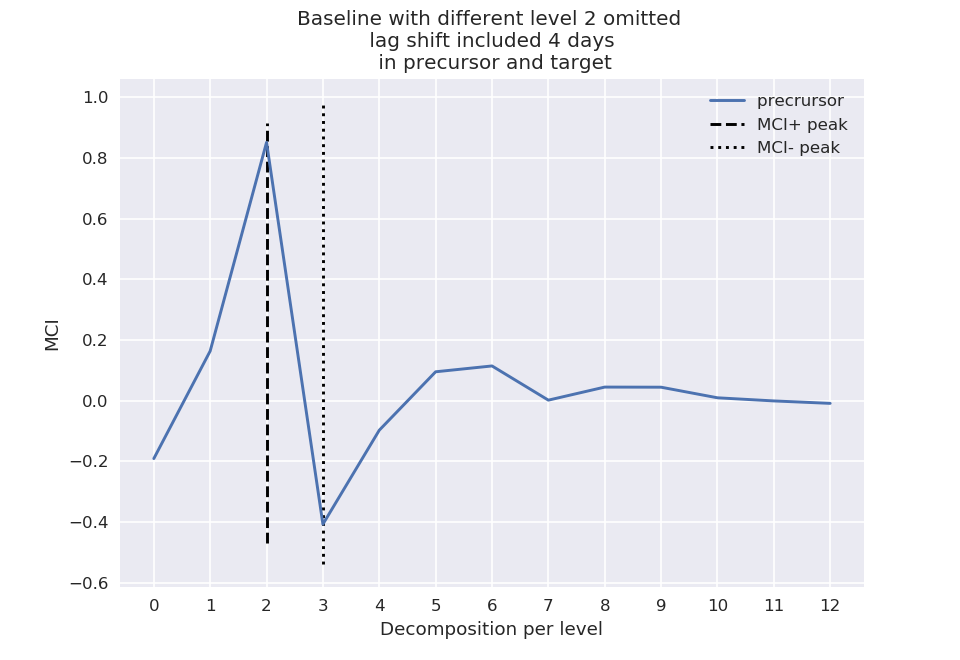 Baseline with different level 2 omitted
lag shift included 4 days
in precursor and target
precrursor
MCI+ peak
MCI- peak
1.0
0.8
0.6
0.4
0.2
0.0
−0.2
−0.4
−0.6
MCI
0 1 2 3 4 5 6 7 8 9 10 11 12
Decomposition per level